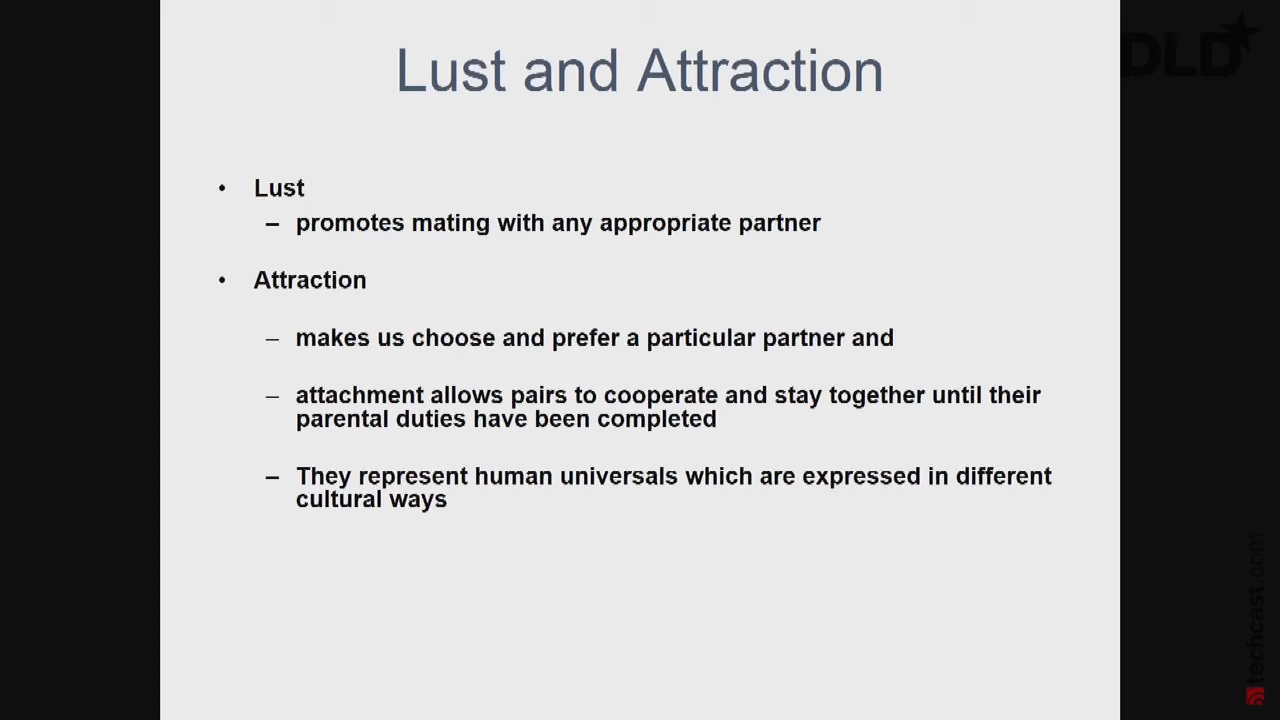 Lust and Attraction
DLD
• Lust
– promotes mating with any appropriate partner
• Attraction
– makes us choose and prefer a particular partner and
– attachment allows pairs to cooperate and stay together until their
parental duties have been completed
– They represent human universals which are expressed in different
cultural ways
techcast.com